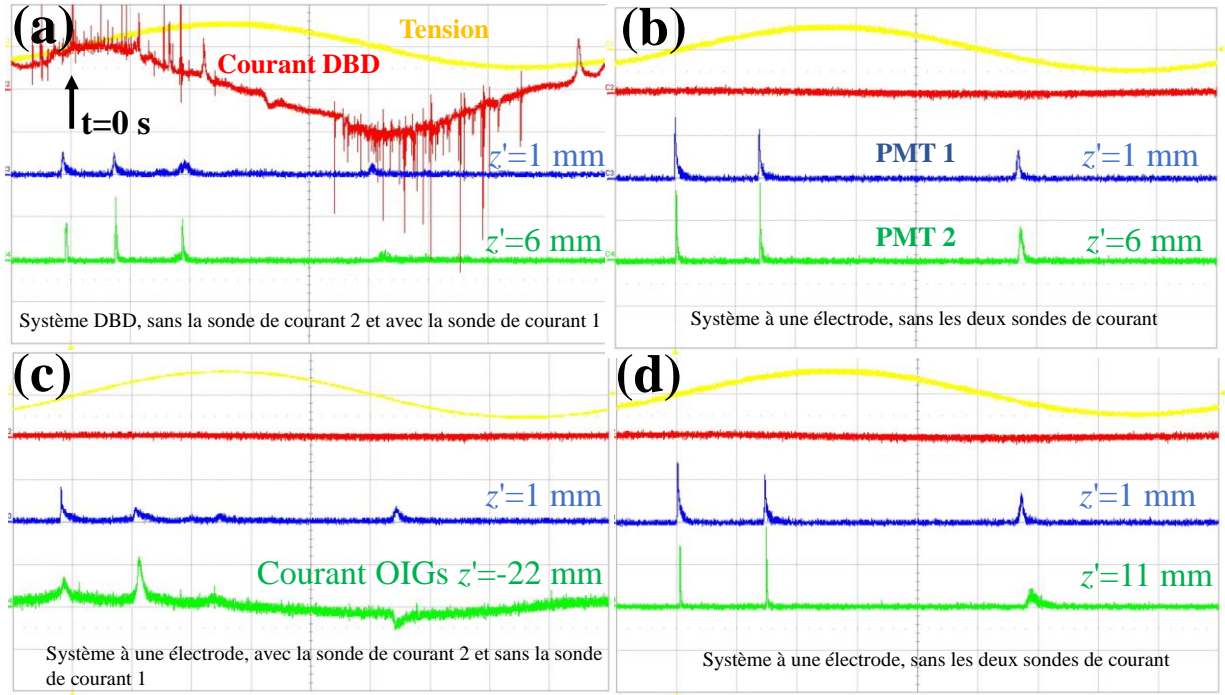 (a)
Tension
Courant DBD
t=0 s
z'=1 mm
z'=6 mm
Système DBD, sans la sonde de courant 2 et avec la sonde de courant 1
(b)
PMT 1
z'=1 mm
PMT 2
z'=6 mm
Système à une électrode, sans les deux sondes de courant
(c)
z'=1 mm
Courant OIGs z'=-22 mm
Système à une électrode, avec la sonde de courant 2 et sans la sonde
de courant 1
(d)
z'=1 mm
z'=11 mm
Système à une électrode, sans les deux sondes de courant